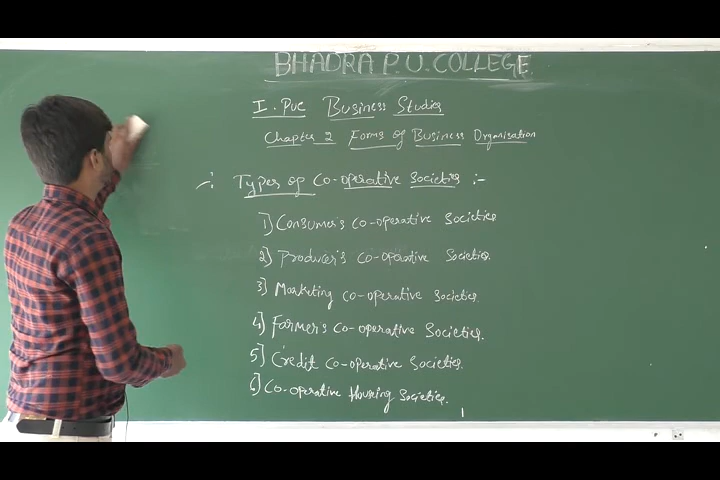 BHADRA P.U.COLLEGE.
I. PUC Business Studies
Chapter 2 Forms of Business Organisation
Types of Co-operative Societies :-
1] Consumer's Co-operative Societies
2] Producer's Co-operative Societies.
3] Marketing Co-operative Societies.
4] Farmer's Co-operative Societies.
5] Credit Co-operative Societies.
6] Co-operative Housing Societies.